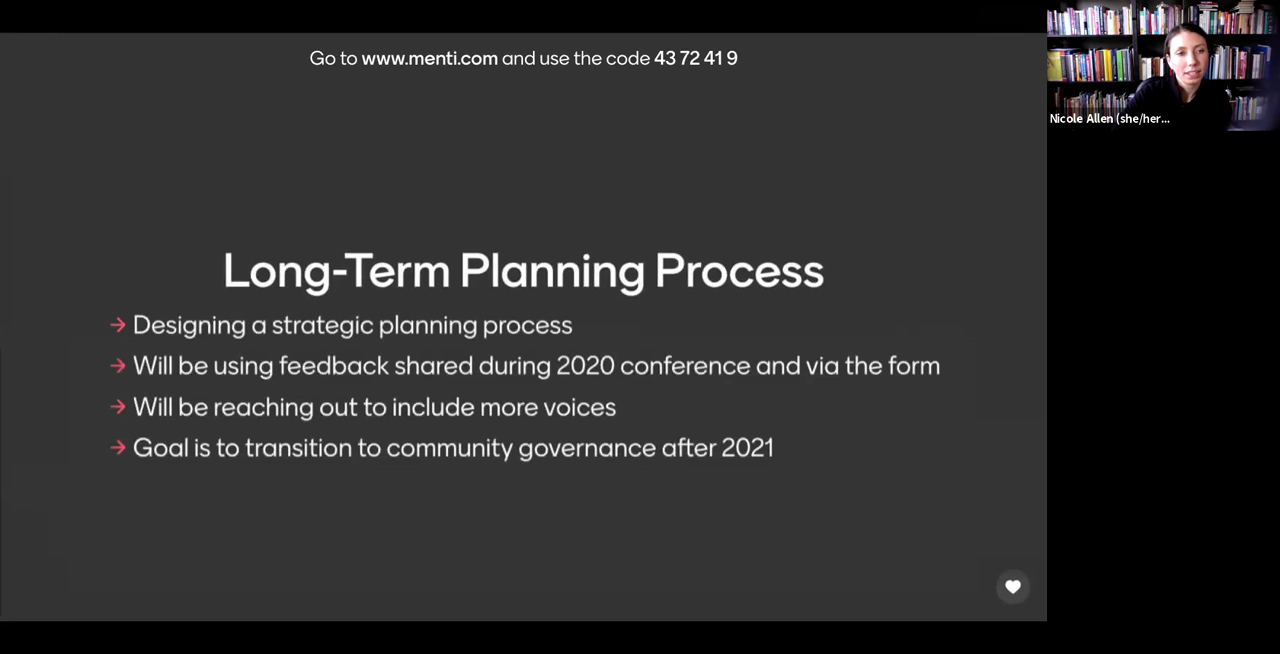 Go to www.menti.com and use the code 43 72 41 9
Nicole Allen (she/her...
Long-Term Planning Process
→ Designing a strategic planning process
→ Will be using feedback shared during 2020 conference and via the form
→ Will be reaching out to include more voices
→ Goal is to transition to community governance after 2021